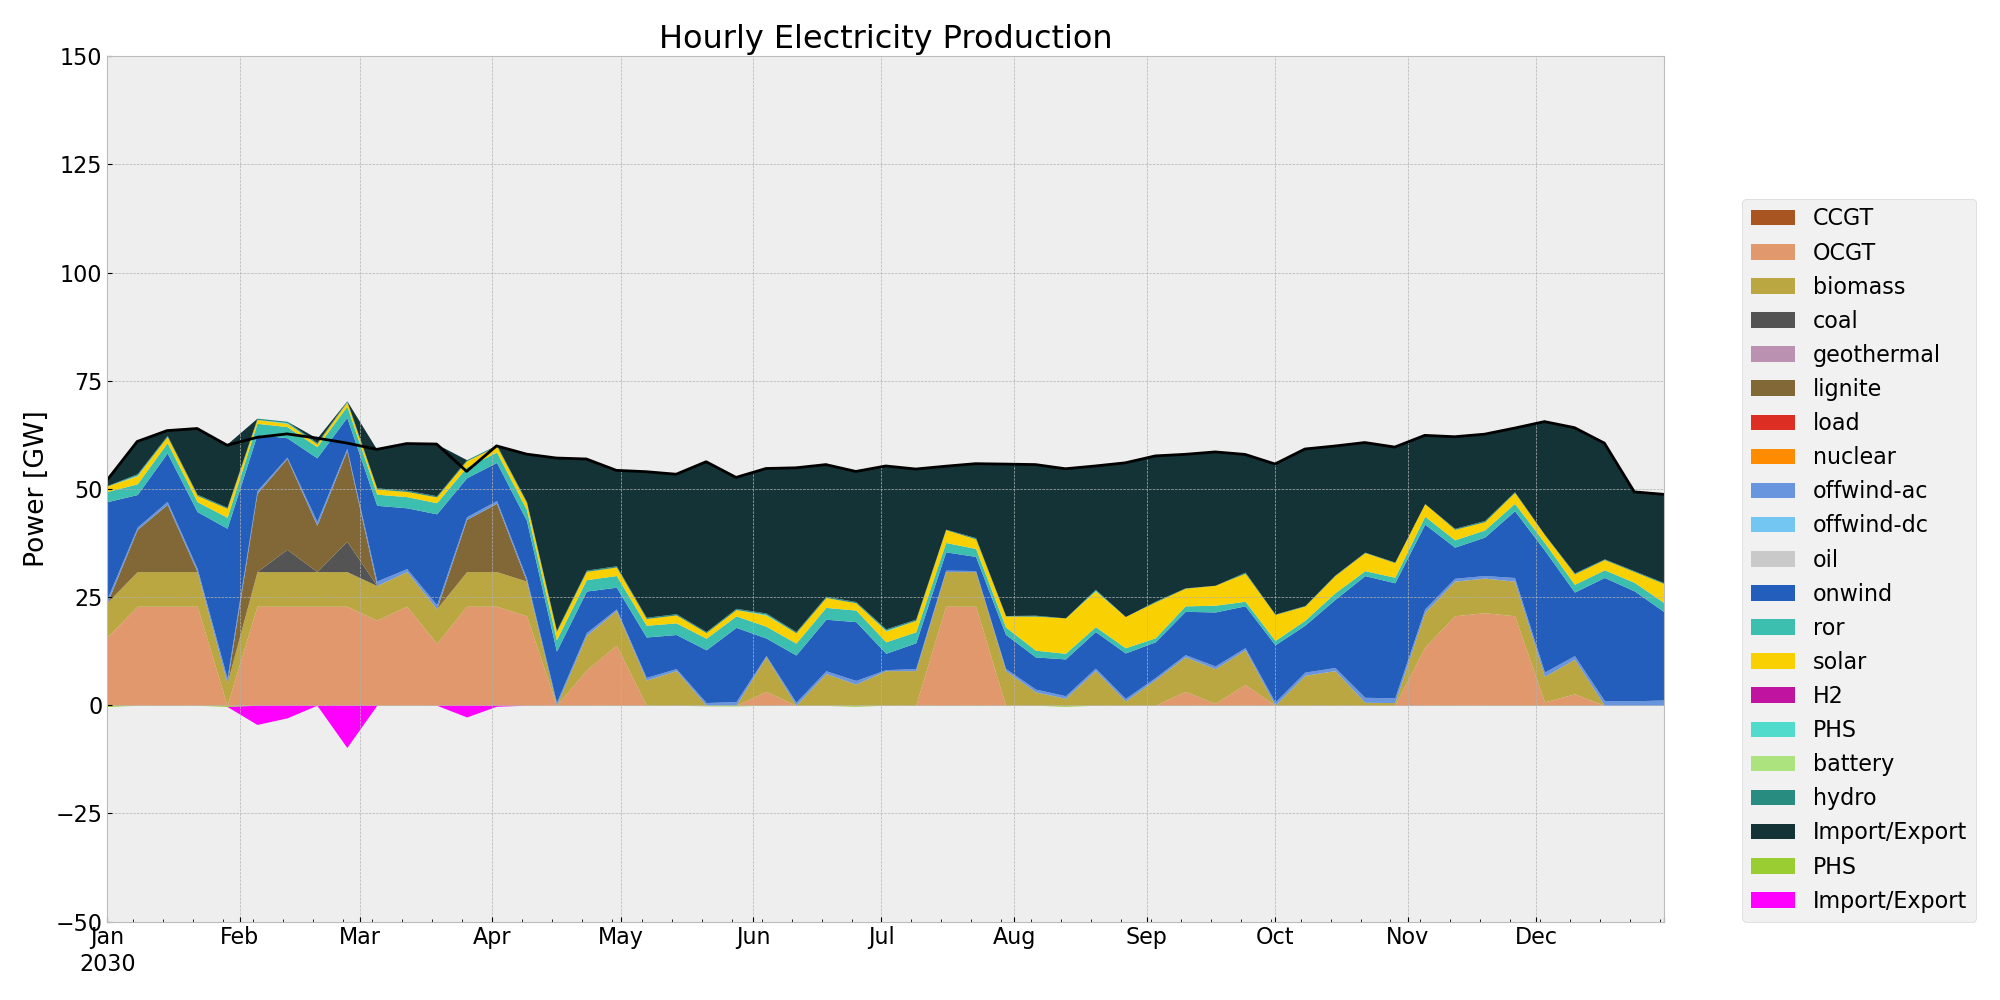 Hourly Electricity Production
Power [GW]
150
125
100
75
50
25
0
−25
−50
Jan
2030
Feb
Mar
Apr
May
Jun
Jul
Aug
Sep
Oct
Nov
Dec
CCGT
OCGT
biomass
coal
geothermal
lignite
load
nuclear
offwind-ac
offwind-dc
oil
onwind
ror
solar
H2
PHS
battery
hydro
Import/Export
PHS
Import/Export